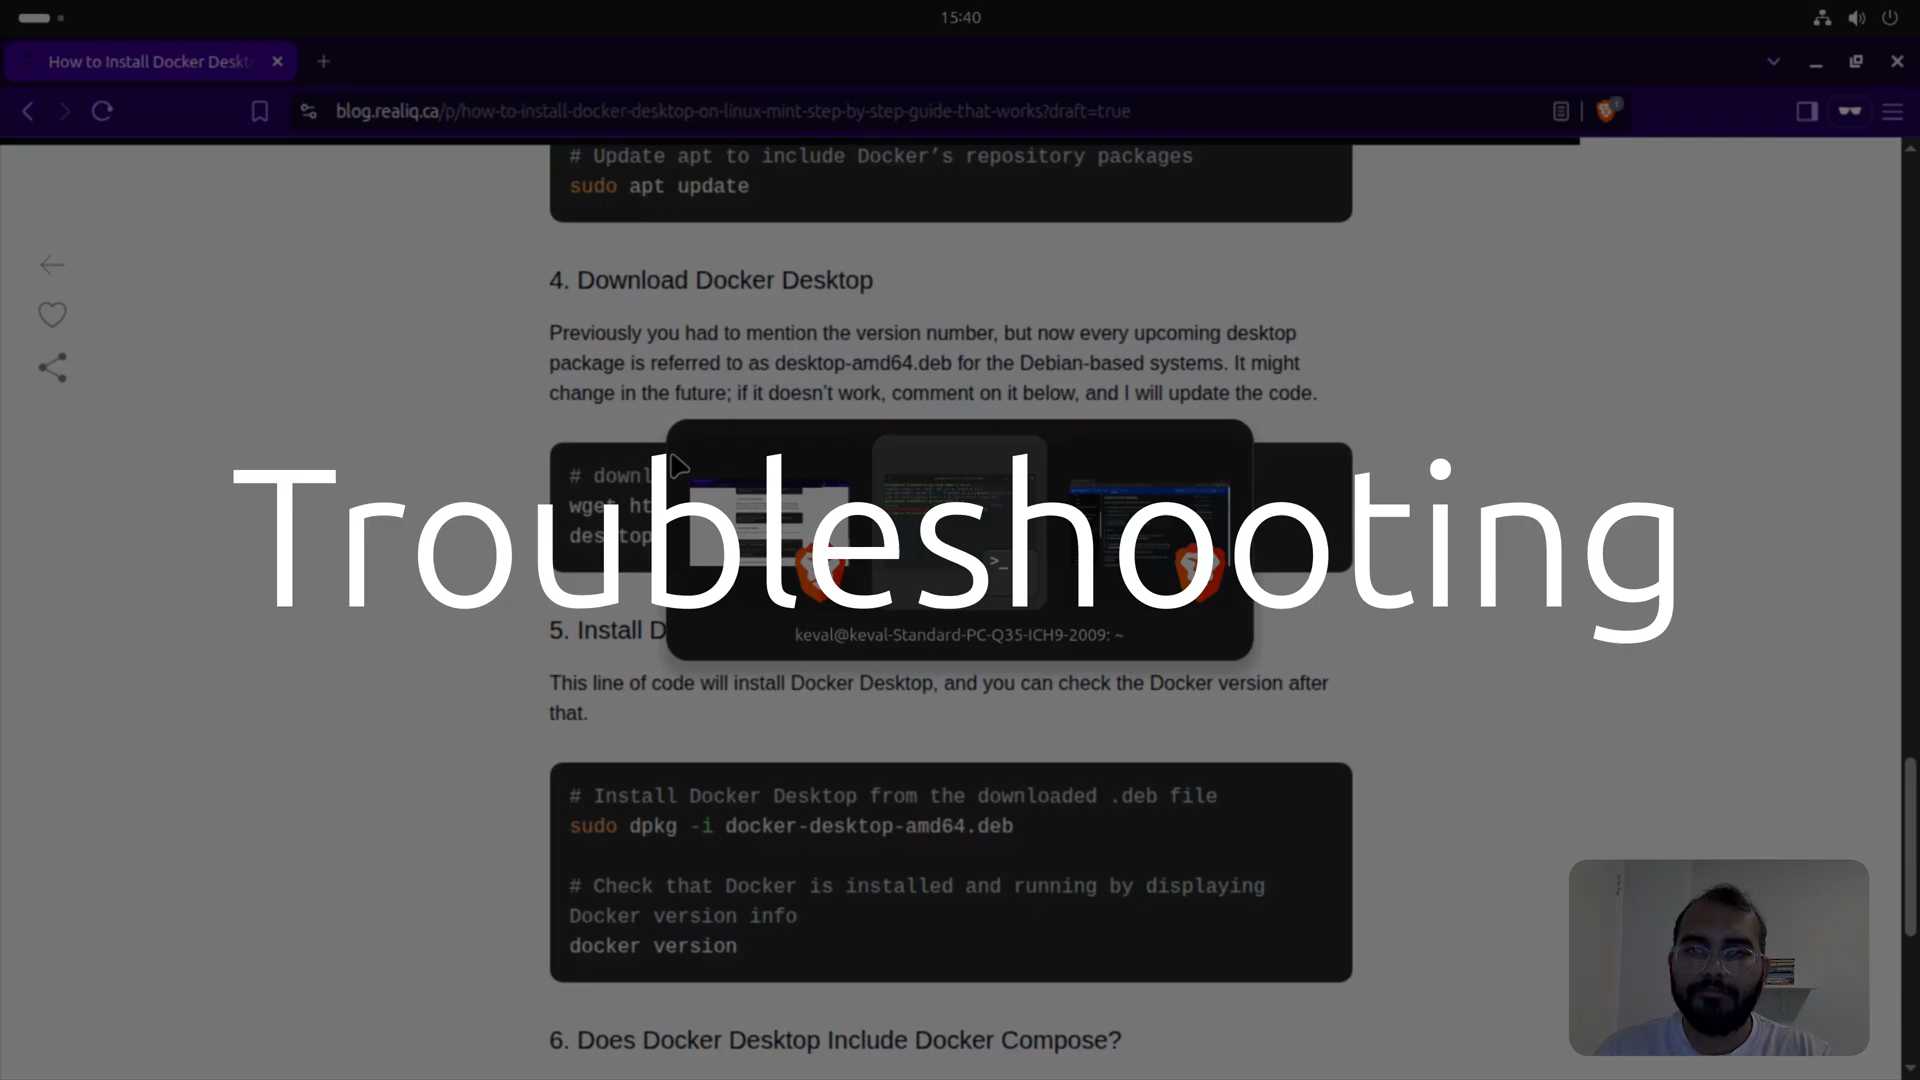 15:40
How to Install Docker Deskt
blog.realiq.ca/p/how-to-install-docker-desktop-on-linux-mint-step-by-step-guide-that-works?draft=true
# Update apt to include Docker’s repository packages
sudo apt update
4. Download Docker Desktop
Previously you had to mention the version number, but now every upcoming desktop
package is referred to as desktop-amd64.deb for the Debian-based systems. It might
change in the future; if it doesn’t work, comment on it below, and I will update the code.
# downl
wget ht
desktop
Troubleshooting
keval@keval-Standard-PC-Q35-ICH9-2009: ~
5. Install D
This line of code will install Docker Desktop, and you can check the Docker version after
that.
# Install Docker Desktop from the downloaded .deb file
sudo dpkg -i docker-desktop-amd64.deb
# Check that Docker is installed and running by displaying
Docker version info
docker version
6. Does Docker Desktop Include Docker Compose?